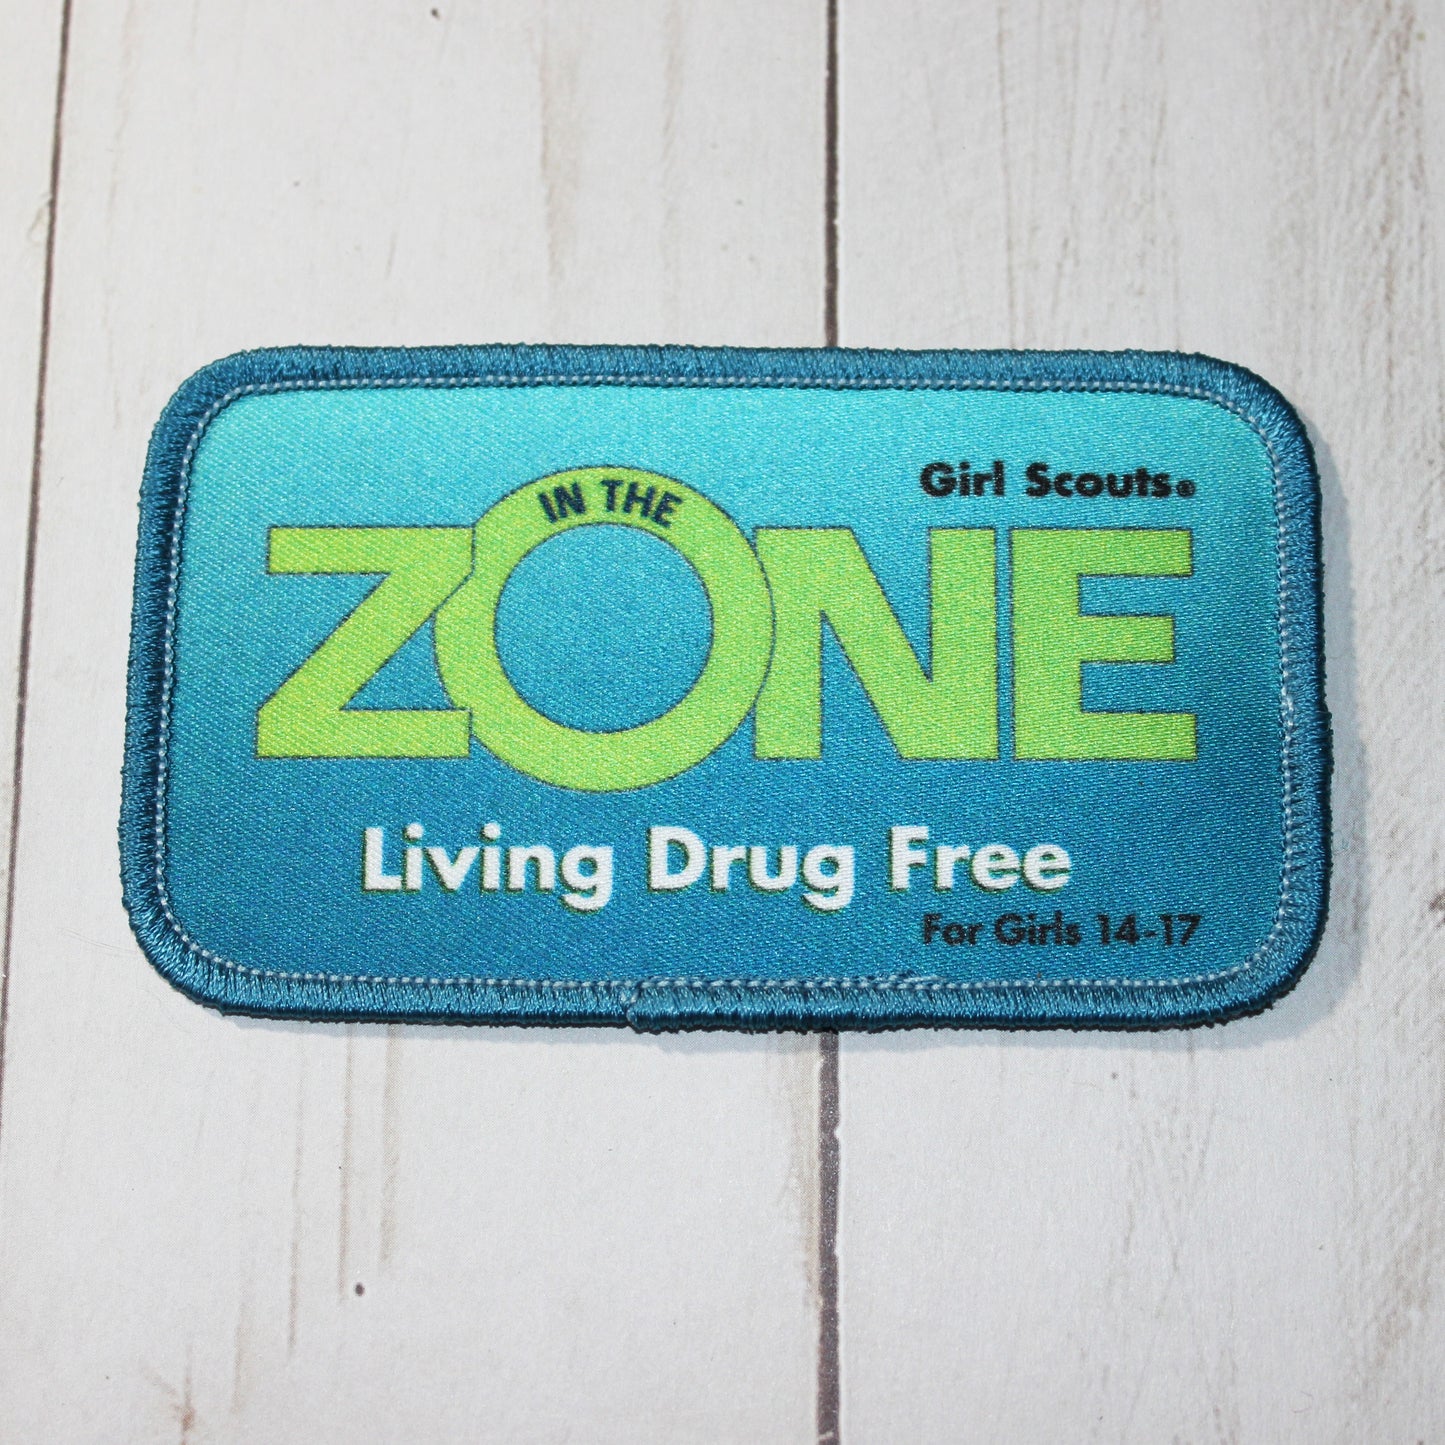 Girl Scouts®
IN THE
ZONE
Living Drug Free
For Girls 14-17